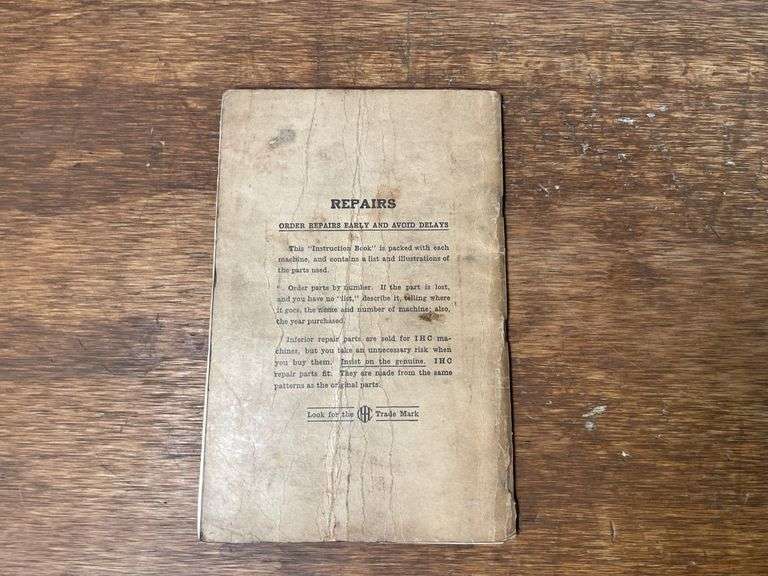 REPAIRS
ORDER REPAIRS EARLY AND AVOID DELAYS
This "Instruction Book" is packed with each
machine, and contains a list and illustrations of
the parts used.
Order parts by number. If the part is lost,
and you have no "list," describe it, telling where
it goes, the name and number of machine; also,
the year purchased.
Inferior repair parts are sold for I H C ma-
chines, but you take an unnecessary risk when
you buy them. Insist on the genuine. I H C
repair parts fit. They are made from the same
patterns as the original parts.
Look for the IHC Trade Mark